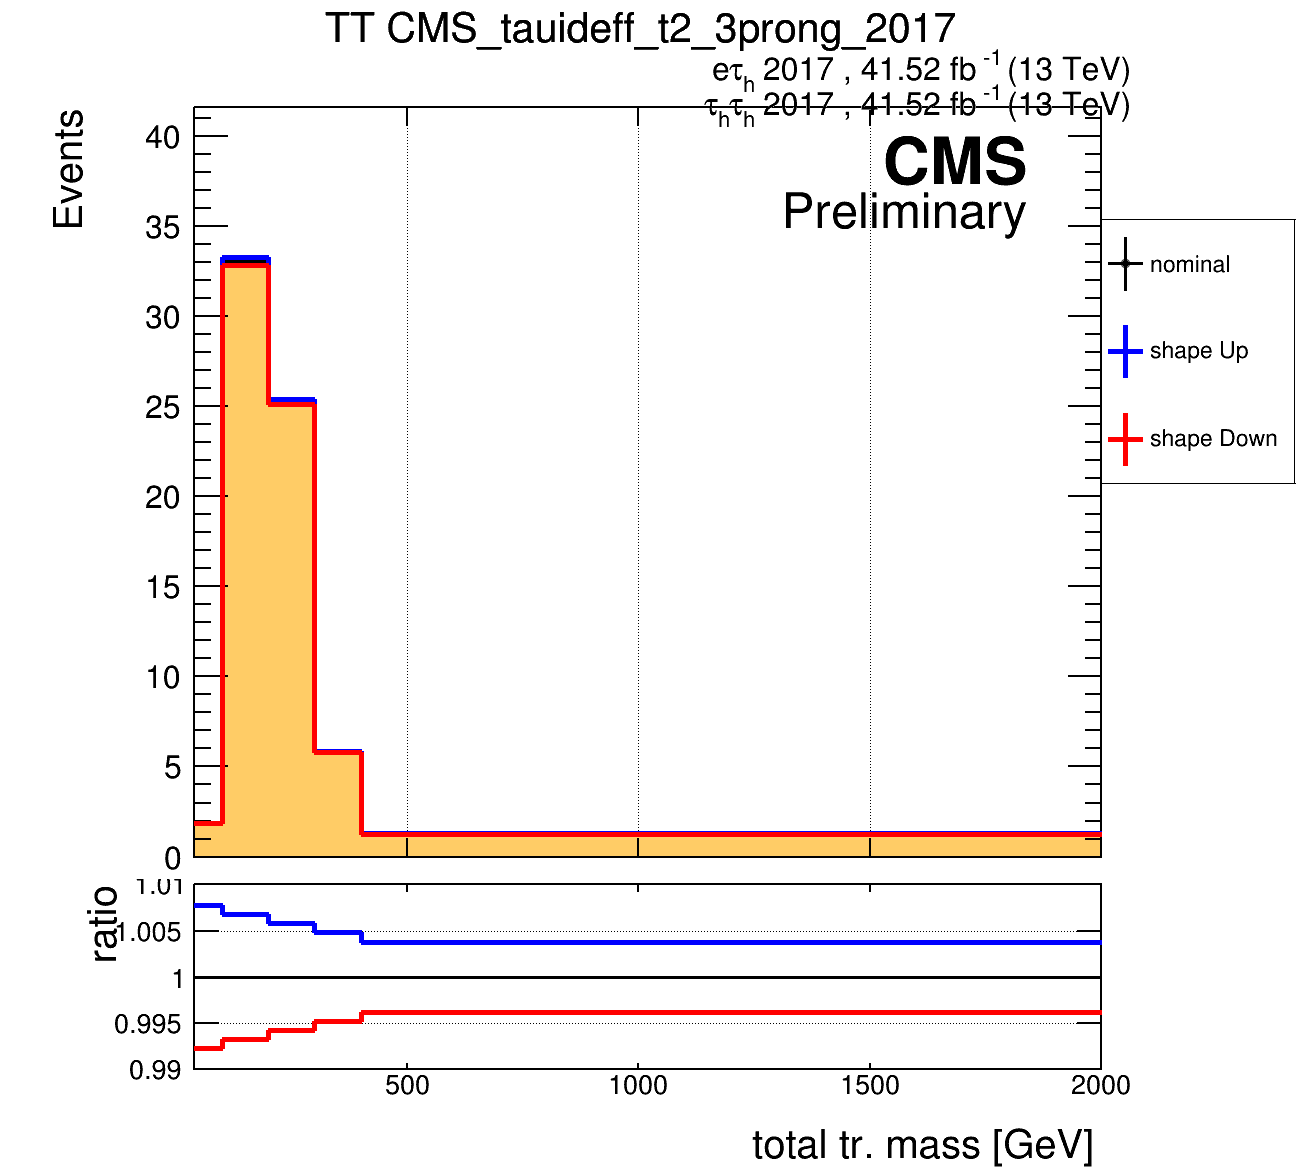 TT CMS_tauideff_t2_3prong_2017
eτh 2017 , 41.52 fb -1 (13 TeV)
τhτh 2017 , 41.52 fb -1 (13 TeV)
CMS
Preliminary
Events
40
35
30
25
20
15
10
5
0
nominal
shape Up
shape Down
ratio
1.01
1.005
1
0.995
0.99
500 1000 1500 2000
total tr. mass [GeV]